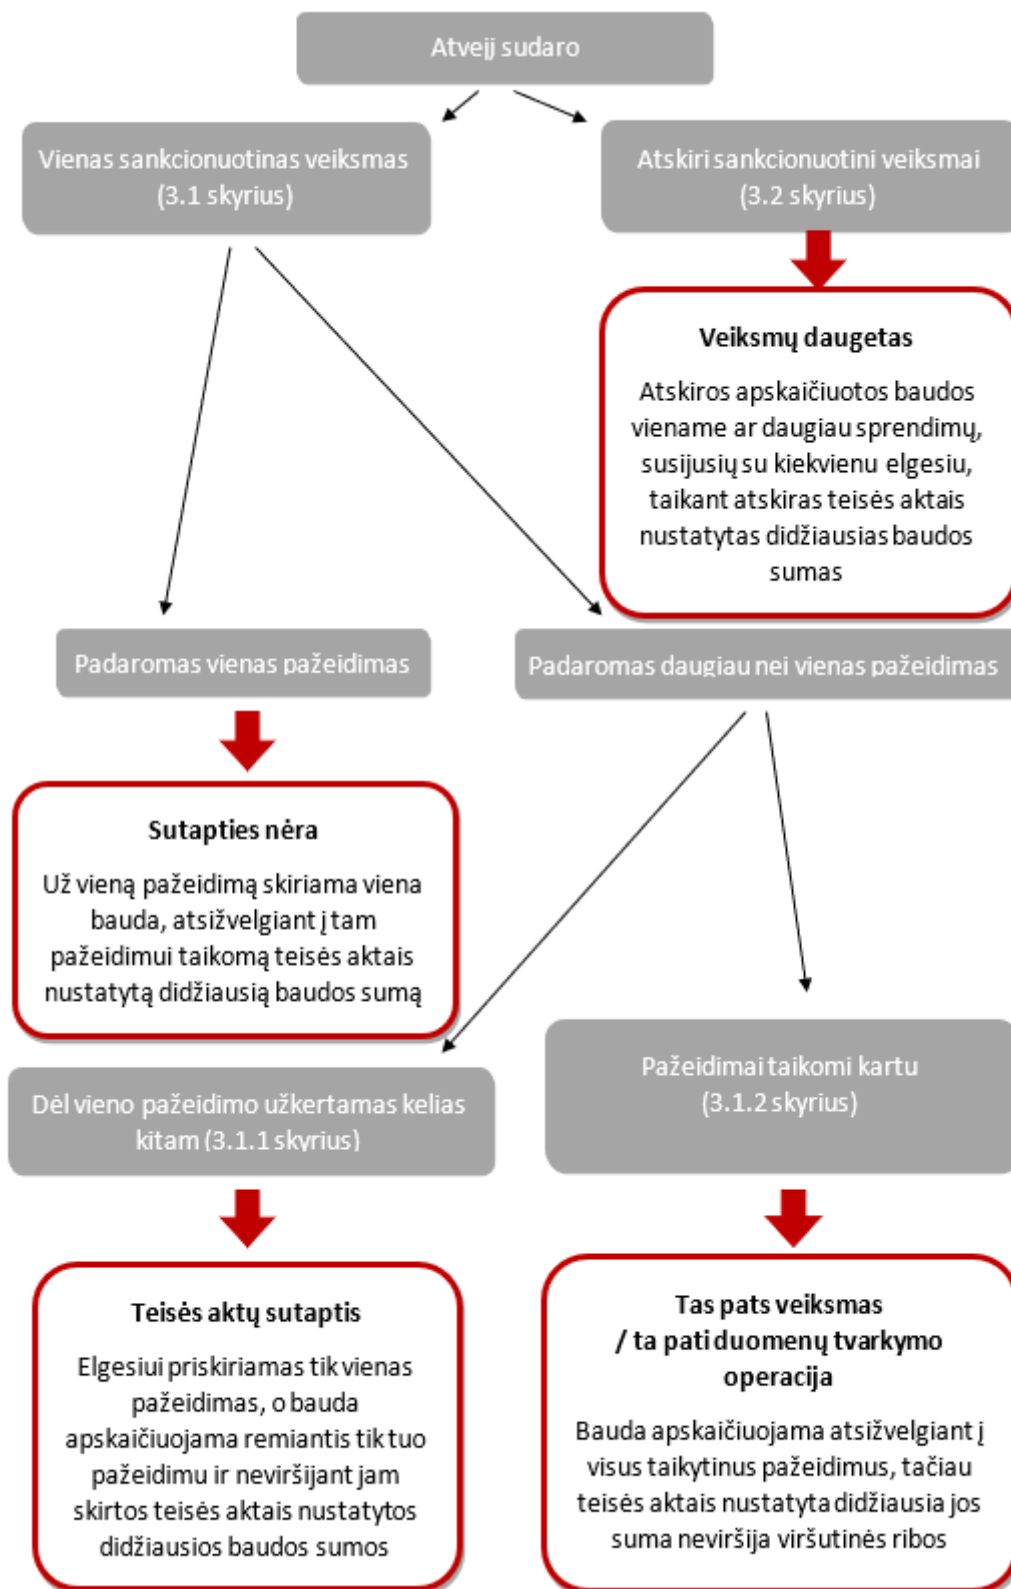 Atvejį sudaro
Vienas sankcionuotinas veiksmas
(3.1 skyrius)
Atskiri sankcionuotini veiksmai
(3.2 skyrius)
Veiksmų daugetas
Atskiros apskaičiuotos baudos
viename ar daugiau sprendimų,
susijusių su kiekvienu elgesiu,
taikant atskiras teisės aktais
nustatytas didžiausias baudos
sumas
Padaromas vienas pažeidimas
Padaromas daugiau nei vienas pažeidimas
Sutapties nėra
Už vieną pažeidimą skiriama viena
bauda, atsižvelgiant į tam
pažeidimui taikomą teisės aktais
nustatytą didžiausią baudos sumą
Dėl vieno pažeidimo užkertamas kelias
kitam (3.1.1 skyrius)
Pažeidimai taikomi kartu
(3.1.2 skyrius)
Teisės aktų sutaptis
Elgesiui priskiriamas tik vienas
pažeidimas, o bauda
apskaičiuojama remiantis tik tuo
pažeidimu ir neviršijant jam
skirtos teisės aktais nustatytos
didžiausios baudos sumos
Tas pats veiksmas
/ ta pati duomenų tvarkymo
operacija
Bauda apskaičiuojama atsižvelgiant į
visus taikytinus pažeidimus, tačiau
teisės aktais nustatyta didžiausia jos
suma neviršija viršutinės ribos